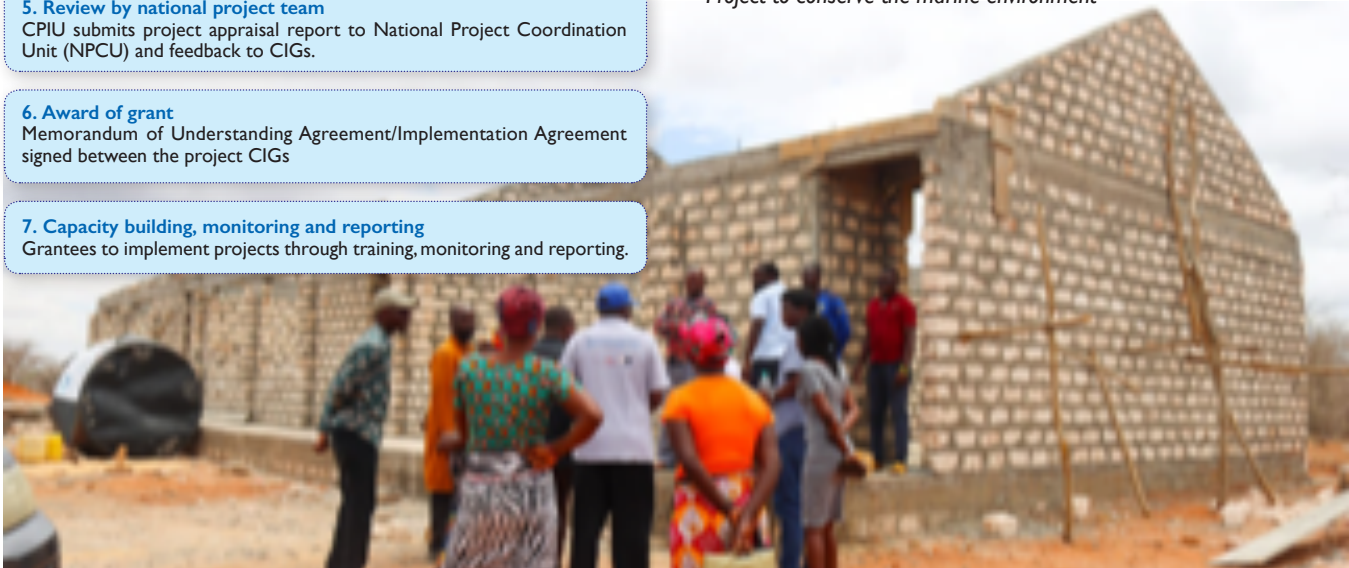 5. Review by national project team
CPIU submits project appraisal report to National Project Coordination
Unit (NPCU) and feedback to CIGs.
6. Award of grant
Memorandum of Understanding Agreement/Implementation Agreement
signed between the project CIGs
7. Capacity building, monitoring and reporting
Grantees to implement projects through training, monitoring and reporting.
Project to conserve the marine environment